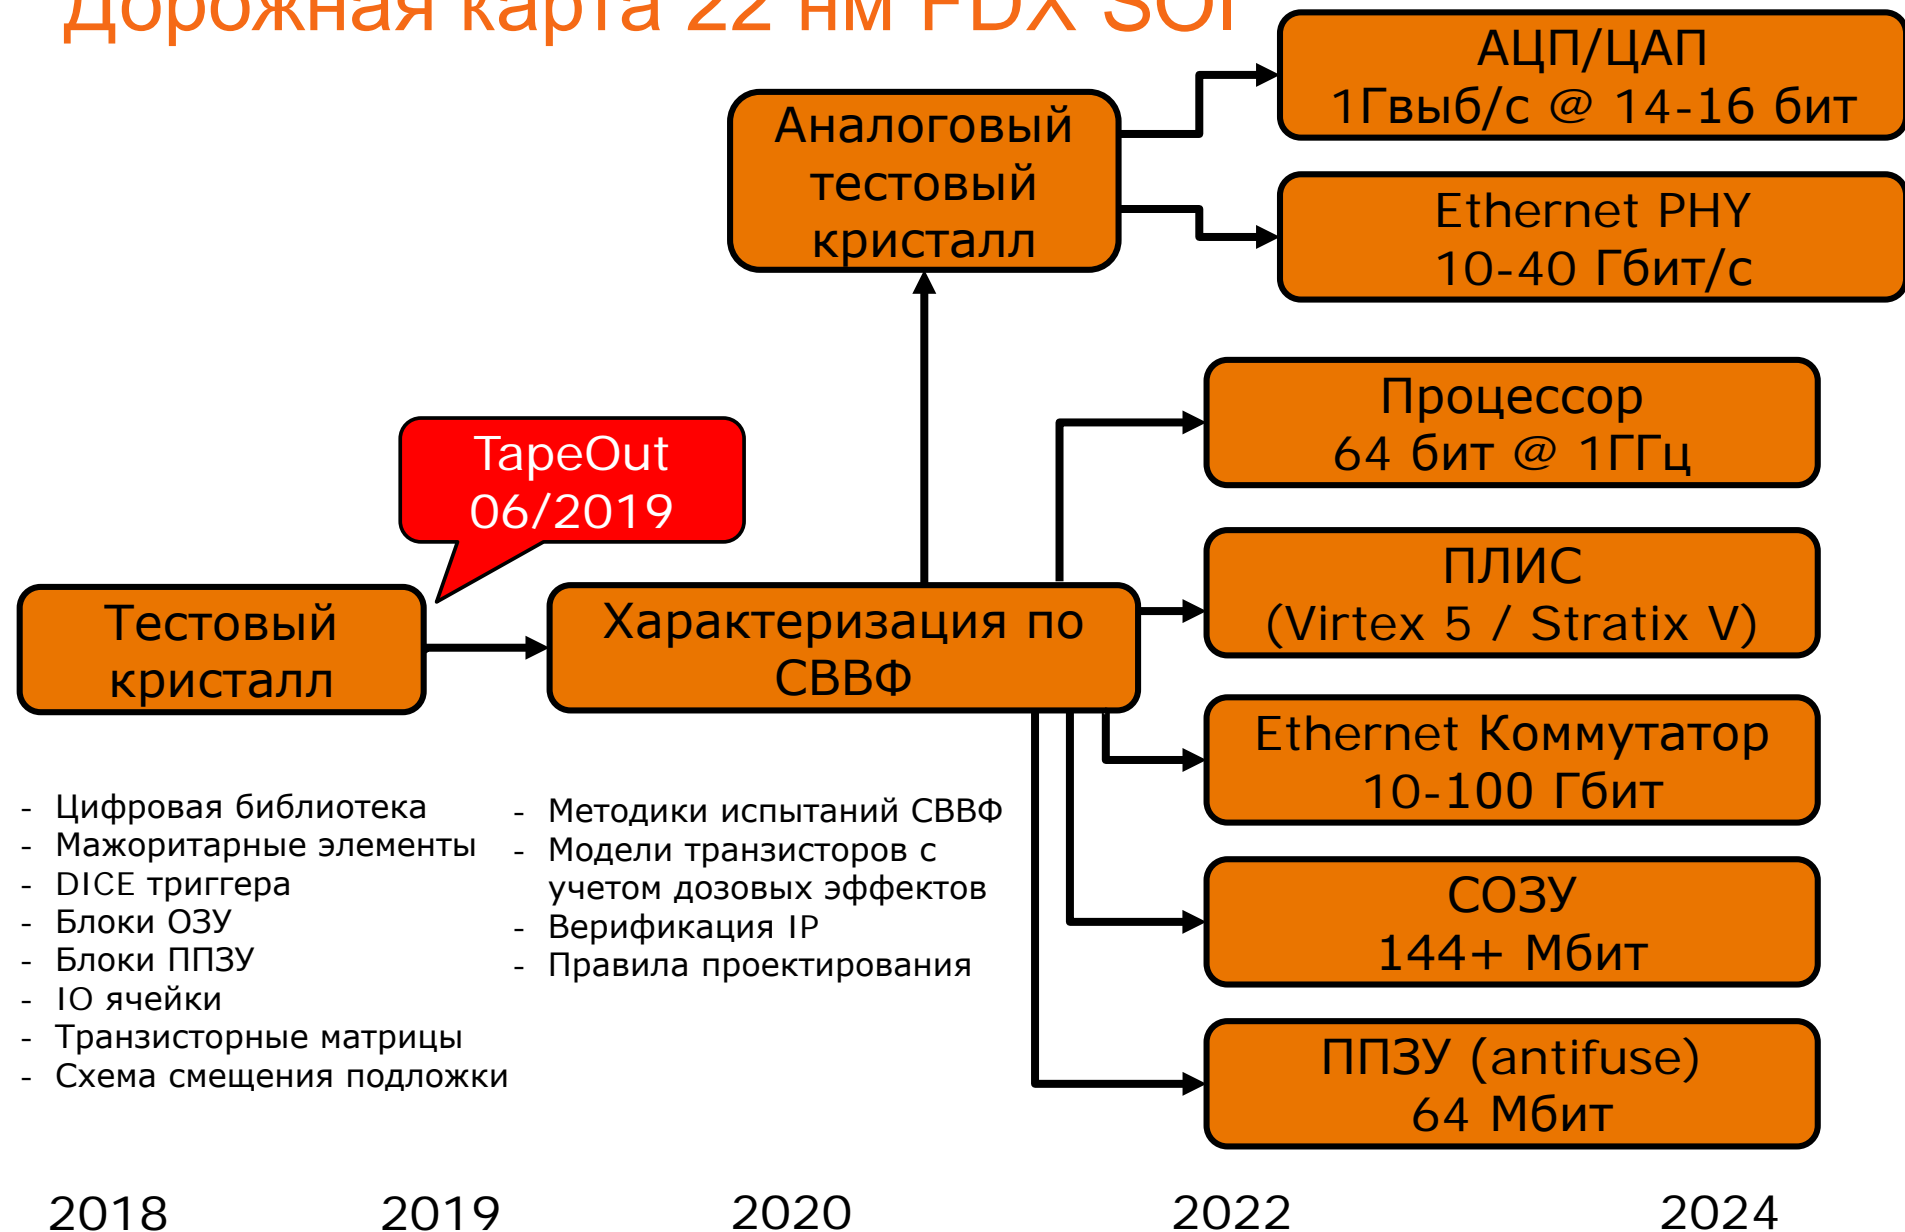 Дорожная карта 22 нм FDX SOI
АЦП/ЦАП
1Гвыб/с @ 14-16 бит
Аналоговый
тестовый
кристалл
Ethernet PHY
10-40 Гбит/с
Процессор
64 бит @ 1ГГц
TapeOut
06/2019
ПЛИС
(Virtex 5 / Stratix V)
Тестовый
кристалл
Характеризация по
СВВФ
Ethernet Коммутатор
10-100 Гбит
- Цифровая библиотека
- Мажоритарные элементы
- DICE триггера
- Блоки ОЗУ
- Блоки ППЗУ
- IO ячейки
- Транзисторные матрицы
- Схема смещения подложки
- Методики испытаний СВВФ
- Модели транзисторов с
учетом дозовых эффектов
- Верификация IP
- Правила проектирования
СОЗУ
144+ Мбит
ППЗУ (antifuse)
64 Мбит
2018 2019 2020 2022 2024